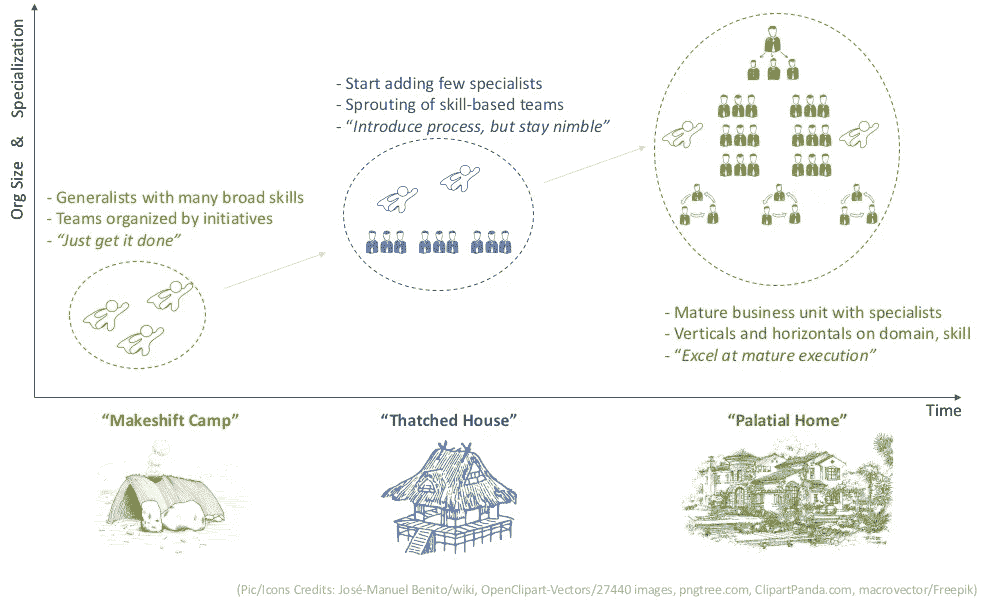 Org Size & Specialization
- Start adding few specialists
- Sprouting of skill-based teams
- “Introduce process, but stay nimble”
- Generalists with many broad skills
- Teams organized by initiatives
- “Just get it done”
- Mature business unit with specialists
- Verticals and horizontals on domain, skill
- “Excel at mature execution”
Time
“Makeshift Camp”
“Thatched House”
“Palatial Home”
(Pic/Icons Credits: José-Manuel Benito/wiki, OpenClipart-Vectors/27440 images, pngtree.com, ClipartPanda.com, macrovector/Freepik)